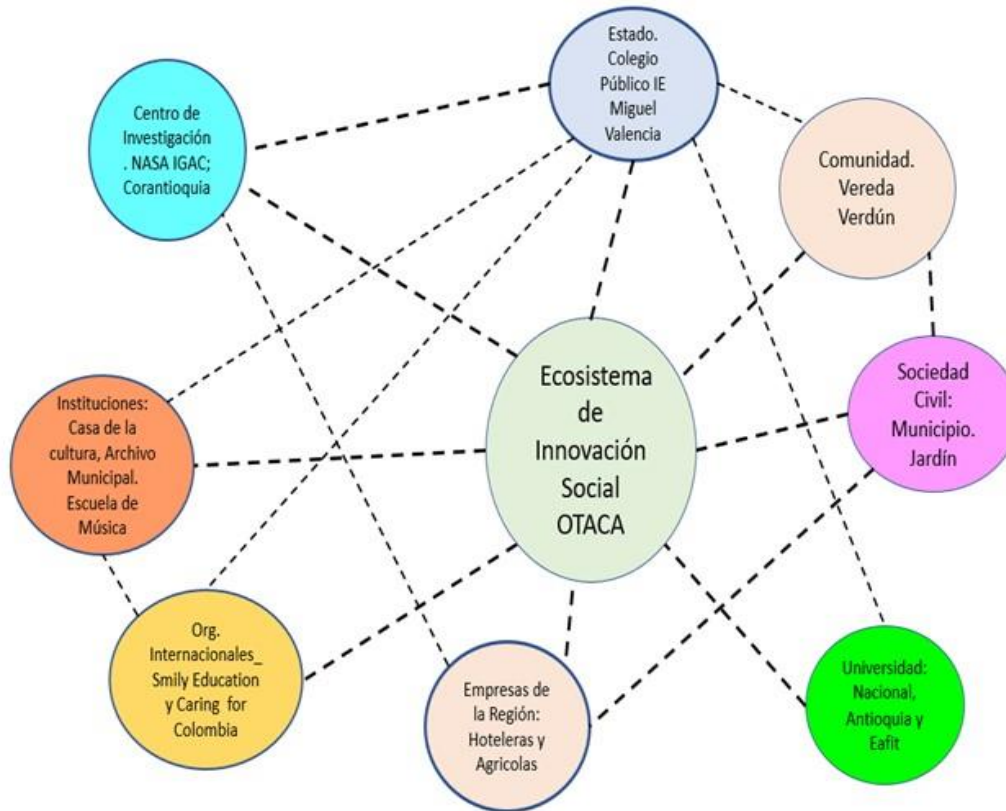 Estado.
Colegio
Público IE
Miguel
Valencia
Centro de
Investigación
. NASA IGAC;
Corantioquia
Comunidad.
Vereda
Verdún
Ecosistema
de
Innovación
Social
OTACA
Sociedad
Civil:
Municipio.
Jardín
Instituciones:
Casa de la
cultura, Archivo
Municipal.
Escuela de
Música
Org.
Internacionales_
Smily Education
y Caring for
Colombia
Empresas de
la Región:
Hoteleras y
Agricolas
Universidad:
Nacional,
Antioquia y
Eafit